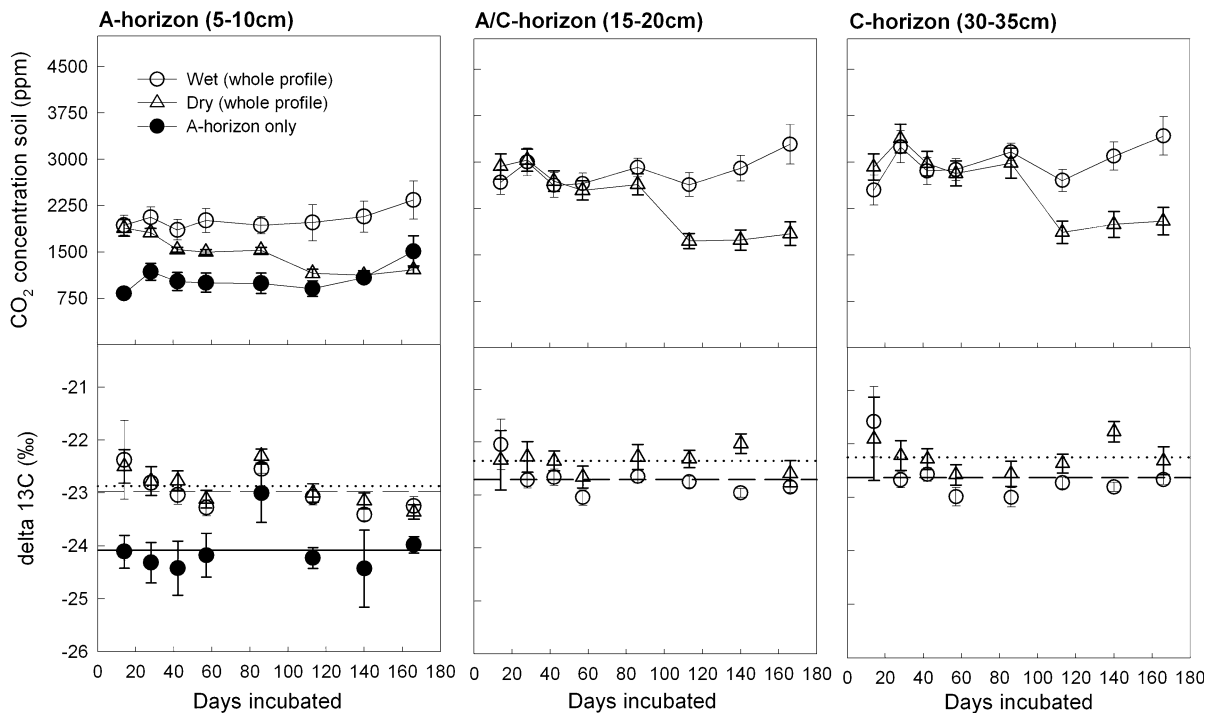 A-horizon (5-10cm)
A/C-horizon (15-20cm)
C-horizon (30-35cm)
CO2 concentration soil (ppm)
4500
3750
3000
2250
1500
750
Wet (whole profile)
Dry (whole profile)
A-horizon only
delta 13C (‰)
-21
-22
-23
-24
-25
-26
0 20 40 60 80 100 120 140 160 180
0 20 40 60 80 100 120 140 160 180
0 20 40 60 80 100 120 140 160 180
Days incubated
Days incubated
Days incubated